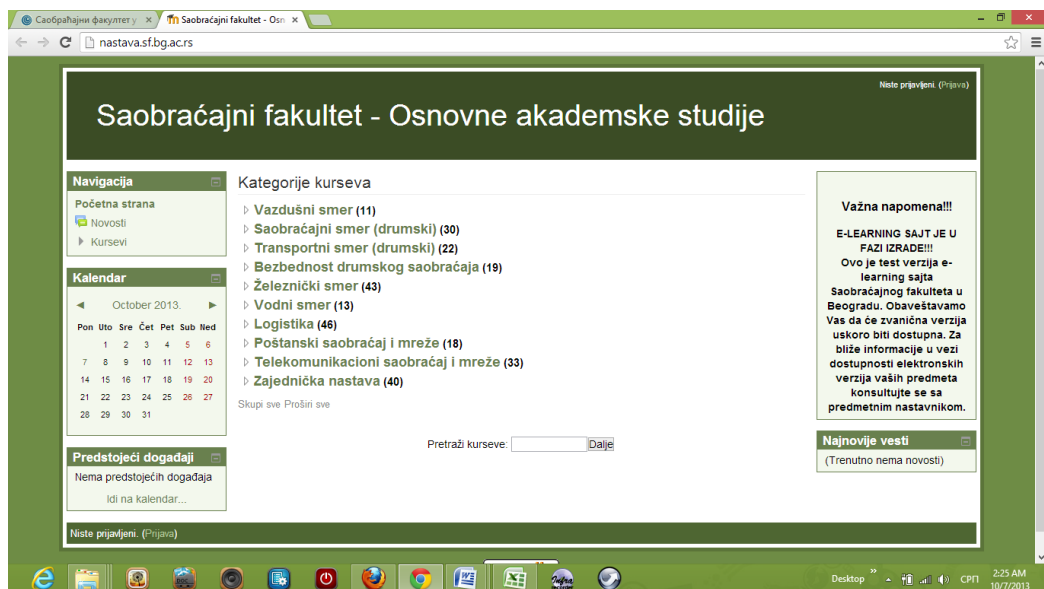 Саобраћајни факултет у
Saobraćajni fakultet - Osn
nastava.sf.bg.ac.rs
Niste prijavljeni. (Prijava)
Saobraćajni fakultet - Osnovne akademske studije
Navigacija
Početna strana
Novosti
Kursevi
Kalendar
October 2013.
Pon Uto Sre Čet Pet Sub Ned
1 2 3 4 5 6
7 8 9 10 11 12 13
14 15 16 17 18 19 20
21 22 23 24 25 26 27
28 29 30 31
Predstojeći događaji
Nema predstojećih događaja
Idi na kalendar...
Kategorije kurseva
Vazdušni smer (11)
Saobraćajni smer (drumski) (30)
Transportni smer (drumski) (22)
Bezbednost drumskog saobraćaja (19)
Železnički smer (43)
Vodni smer (13)
Logistika (46)
Poštanski saobraćaj i mreže (18)
Telekomunikacioni saobraćaj i mreže (33)
Zajednička nastava (40)
Skupi sve Proširi sve
Pretraži kurseve:
Dalje
Važna napomena!!!
E-LEARNING SAJT JE U
FAZI IZRADE!!!
Ovo je test verzija e-
learning sajta
Saobraćajnog fakulteta u
Beogradu. Obaveštavamo
Vas da će zvanična verzija
uskoro biti dostupna. Za
bliže informacije u vezi
dostupnosti elektronskih
verzija vaših predmeta
konsultujte se sa
predmetnim nastavnikom.
Najnovije vesti
(Trenutno nema novosti)
Niste prijavljeni. (Prijava)
Desktop
СРП
2:25 AM
10/7/2013